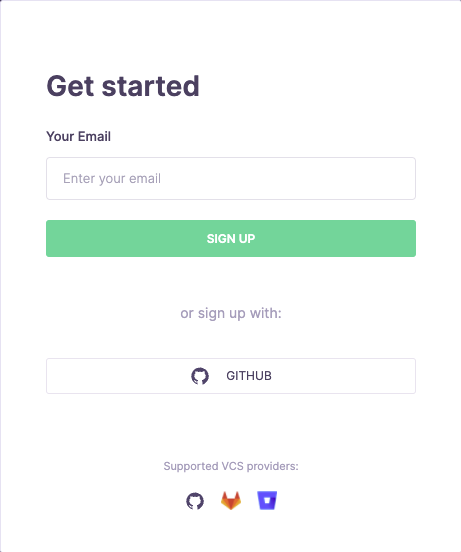 Get started
Your Email
Enter your email
SIGN UP
or sign up with:
GITHUB
Supported VCS providers: